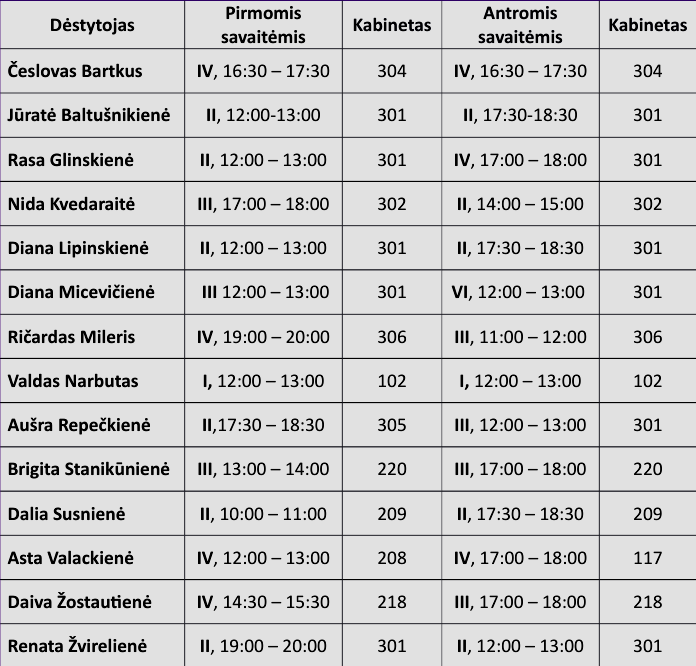 Dėstytojas Pirmomis savaitėmis Kabinetas Antromis savaitėmis Kabinetas
Česlovas Bartkus IV, 16:30 – 17:30 304 IV, 16:30 – 17:30 304
Jūratė Baltušnikienė II, 12:00-13:00 301 II, 17:30-18:30 301
Rasa Glinskienė II, 12:00 – 13:00 301 IV, 17:00 – 18:00 301
Nida Kvedaraitė III, 17:00 – 18:00 302 II, 14:00 – 15:00 302
Diana Lipinskienė II, 12:00 – 13:00 301 II, 17:30 – 18:30 301
Diana Micevičienė III 12:00 – 13:00 301 VI, 12:00 – 13:00 301
Ričardas Mileris IV, 19:00 – 20:00 306 III, 11:00 – 12:00 306
Valdas Narbutas I, 12:00 – 13:00 102 I, 12:00 – 13:00 102
Aušra Repečkienė II,17:30 – 18:30 305 III, 12:00 – 13:00 301
Brigita Stanikūnienė III, 13:00 – 14:00 220 III, 17:00 – 18:00 220
Dalia Susnienė II, 10:00 – 11:00 209 II, 17:30 – 18:30 209
Asta Valackienė IV, 12:00 – 13:00 208 IV, 17:00 – 18:00 117
Daiva Žostautienė IV, 14:30 – 15:30 218 III, 17:00 – 18:00 218
Renata Žvirelienė II, 19:00 – 20:00 301 II, 12:00 – 13:00 301